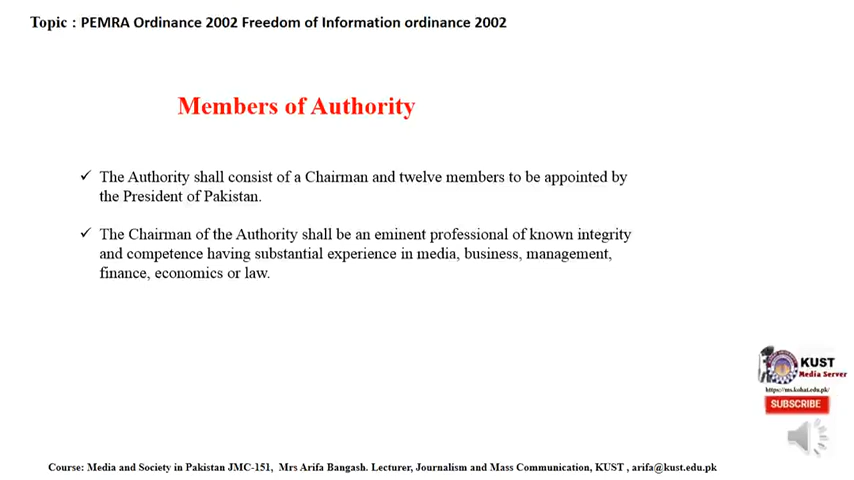 Topic : PEMRA Ordinance 2002 Freedom of Information ordinance 2002
Members of Authority
✓ The Authority shall consist of a Chairman and twelve members to be appointed by
the President of Pakistan.
✓ The Chairman of the Authority shall be an eminent professional of known integrity
and competence having substantial experience in media, business, management,
finance, economics or law.
KUST
Media Server
https://ms.kohat.edu.pk/
SUBSCRIBE
Course: Media and Society in Pakistan JMC-151, Mrs Arifa Bangash. Lecturer, Journalism and Mass Communication, KUST , arifa@kust.edu.pk